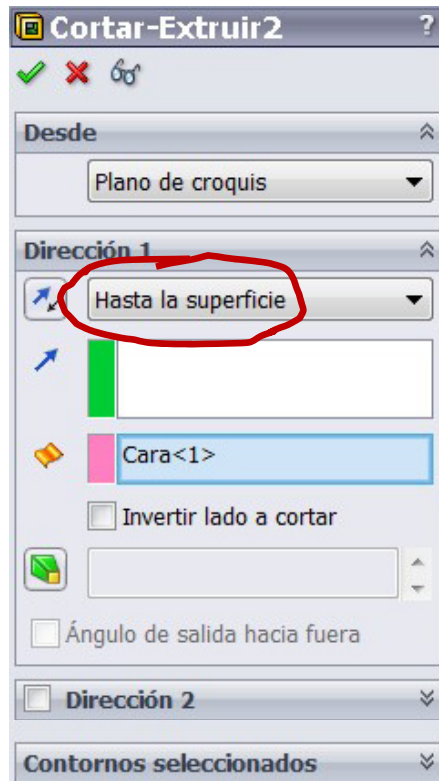 Cortar-Extruir2 ?
Desde
Plano de croquis
Dirección 1
Hasta la superficie
Cara<1>
Invertir lado a cortar
Ángulo de salida hacia fuera
Dirección 2
Contornos seleccionados